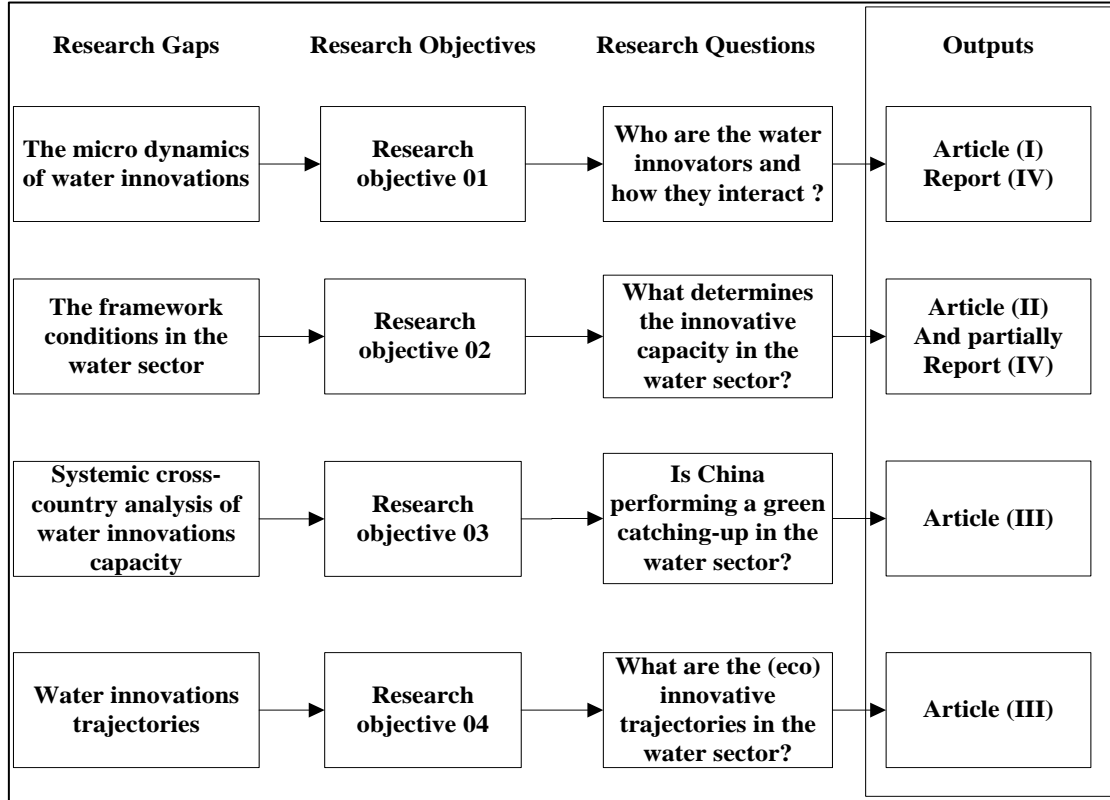 Research Gaps
Research Objectives
Research Questions
Outputs
The micro dynamics
of water innovations
Research
objective 01
Who are the water
innovators and
how they interact ?
Article (I)
Report (IV)
The framework
conditions in the
water sector
Research
objective 02
What determines
the innovative
capacity in the
water sector?
Article (II)
And partially
Report (IV)
Systemic cross-
country analysis of
water innovations
capacity
Research
objective 03
Is China
performing a green
catching-up in the
water sector?
Article (III)
Water innovations
trajectories
Research
objective 04
What are the (eco)
innovative
trajectories in the
water sector?
Article (III)